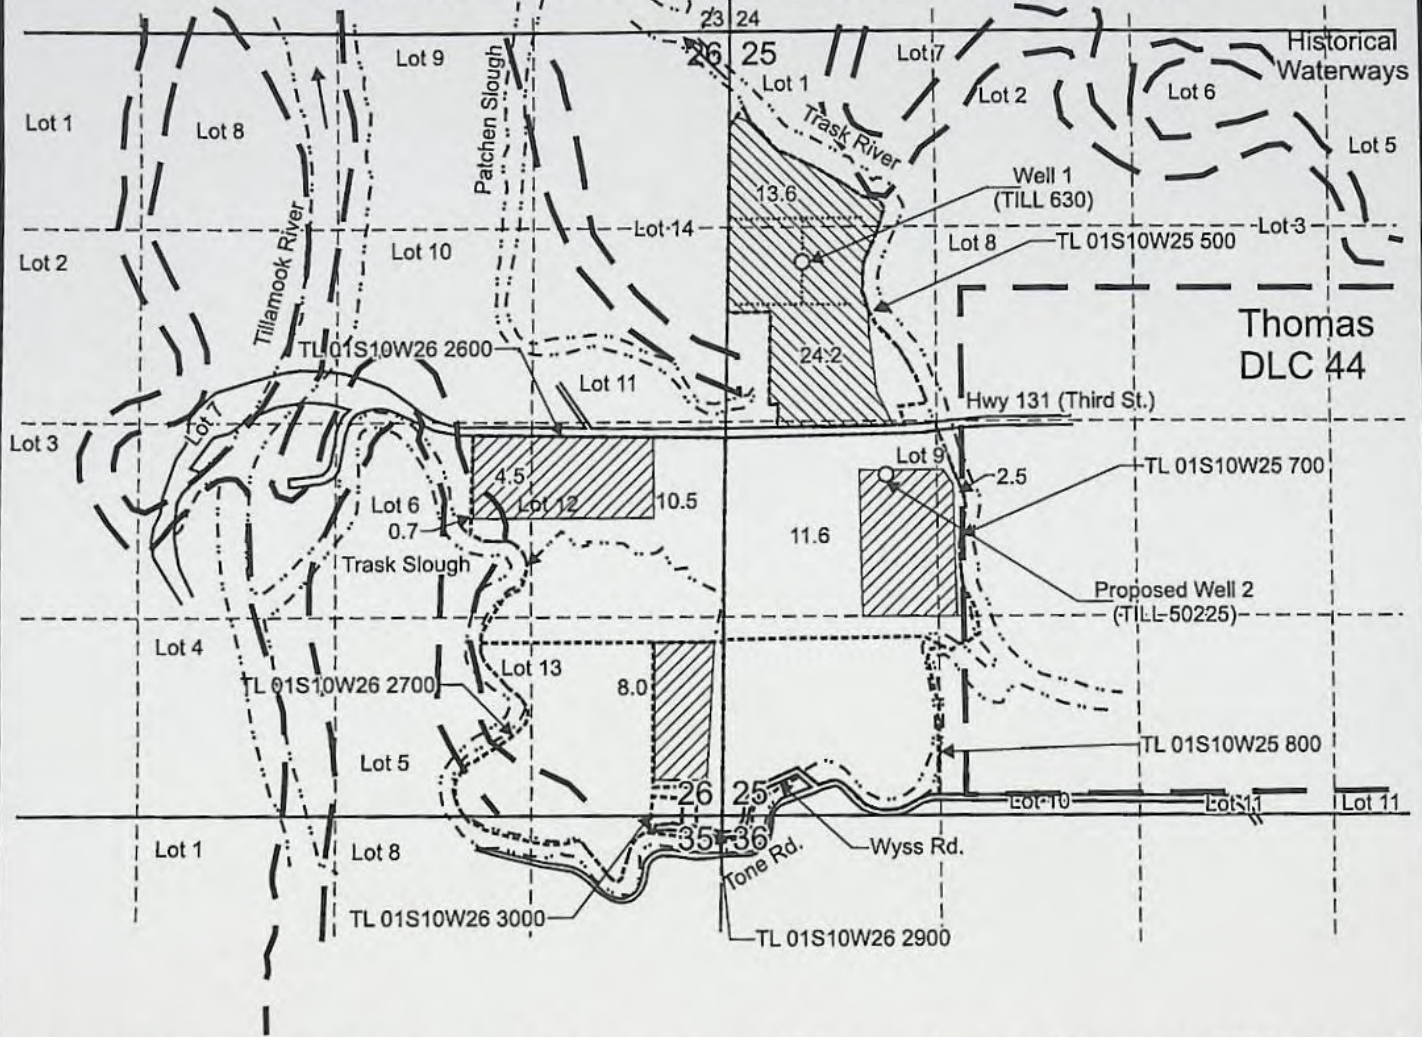 23 24
26 25
Lot 9
Lot 7
Historical
Waterways
Lot 1
Lot 2
Lot 6
Lot 1
Lot 8
Patchen Slough
Trask River
Lot 5
Well 1
(TILL 630)
13.6
Lot 14
Lot 3
Lot 2
Tillamook River
Lot 10
Lot 8
TL 01S10W25 500
Thomas
DLC 44
TL 01S10W26 2600
24.2
Lot 11
Hwy 131 (Third St.)
Lot 7
Lot 3
Lot 9
TL 01S10W25 700
4.5
2.5
Lot 6
Lot 12
10.5
0.7
11.6
Trask Slough
Proposed Well 2
(TILL-50225)
Lot 4
Lot 13
TL 01S10W26 2700
8.0
TL 01S10W25 800
Lot 5
26 25
Lot 10
Lot 11
Lot 11
35 36
Lot 1
Lot 8
Tone Rd.
Wyss Rd.
TL 01S10W26 3000
TL 01S10W26 2900